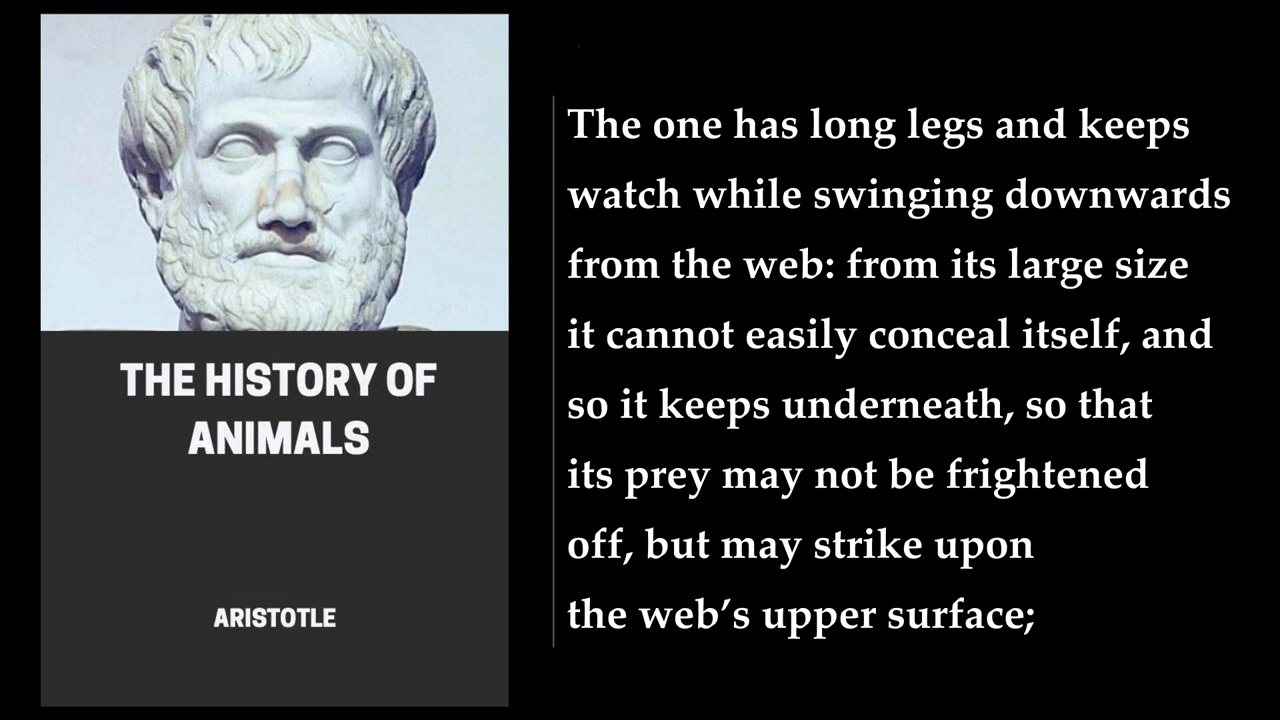 THE HISTORY OF
ANIMALS
ARISTOTLE
The one has long legs and keeps
watch while swinging downwards
from the web: from its large size
it cannot easily conceal itself, and
so it keeps underneath, so that
its prey may not be frightened
off, but may strike upon
the web’s upper surface;